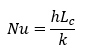 Nu = hL_c / k